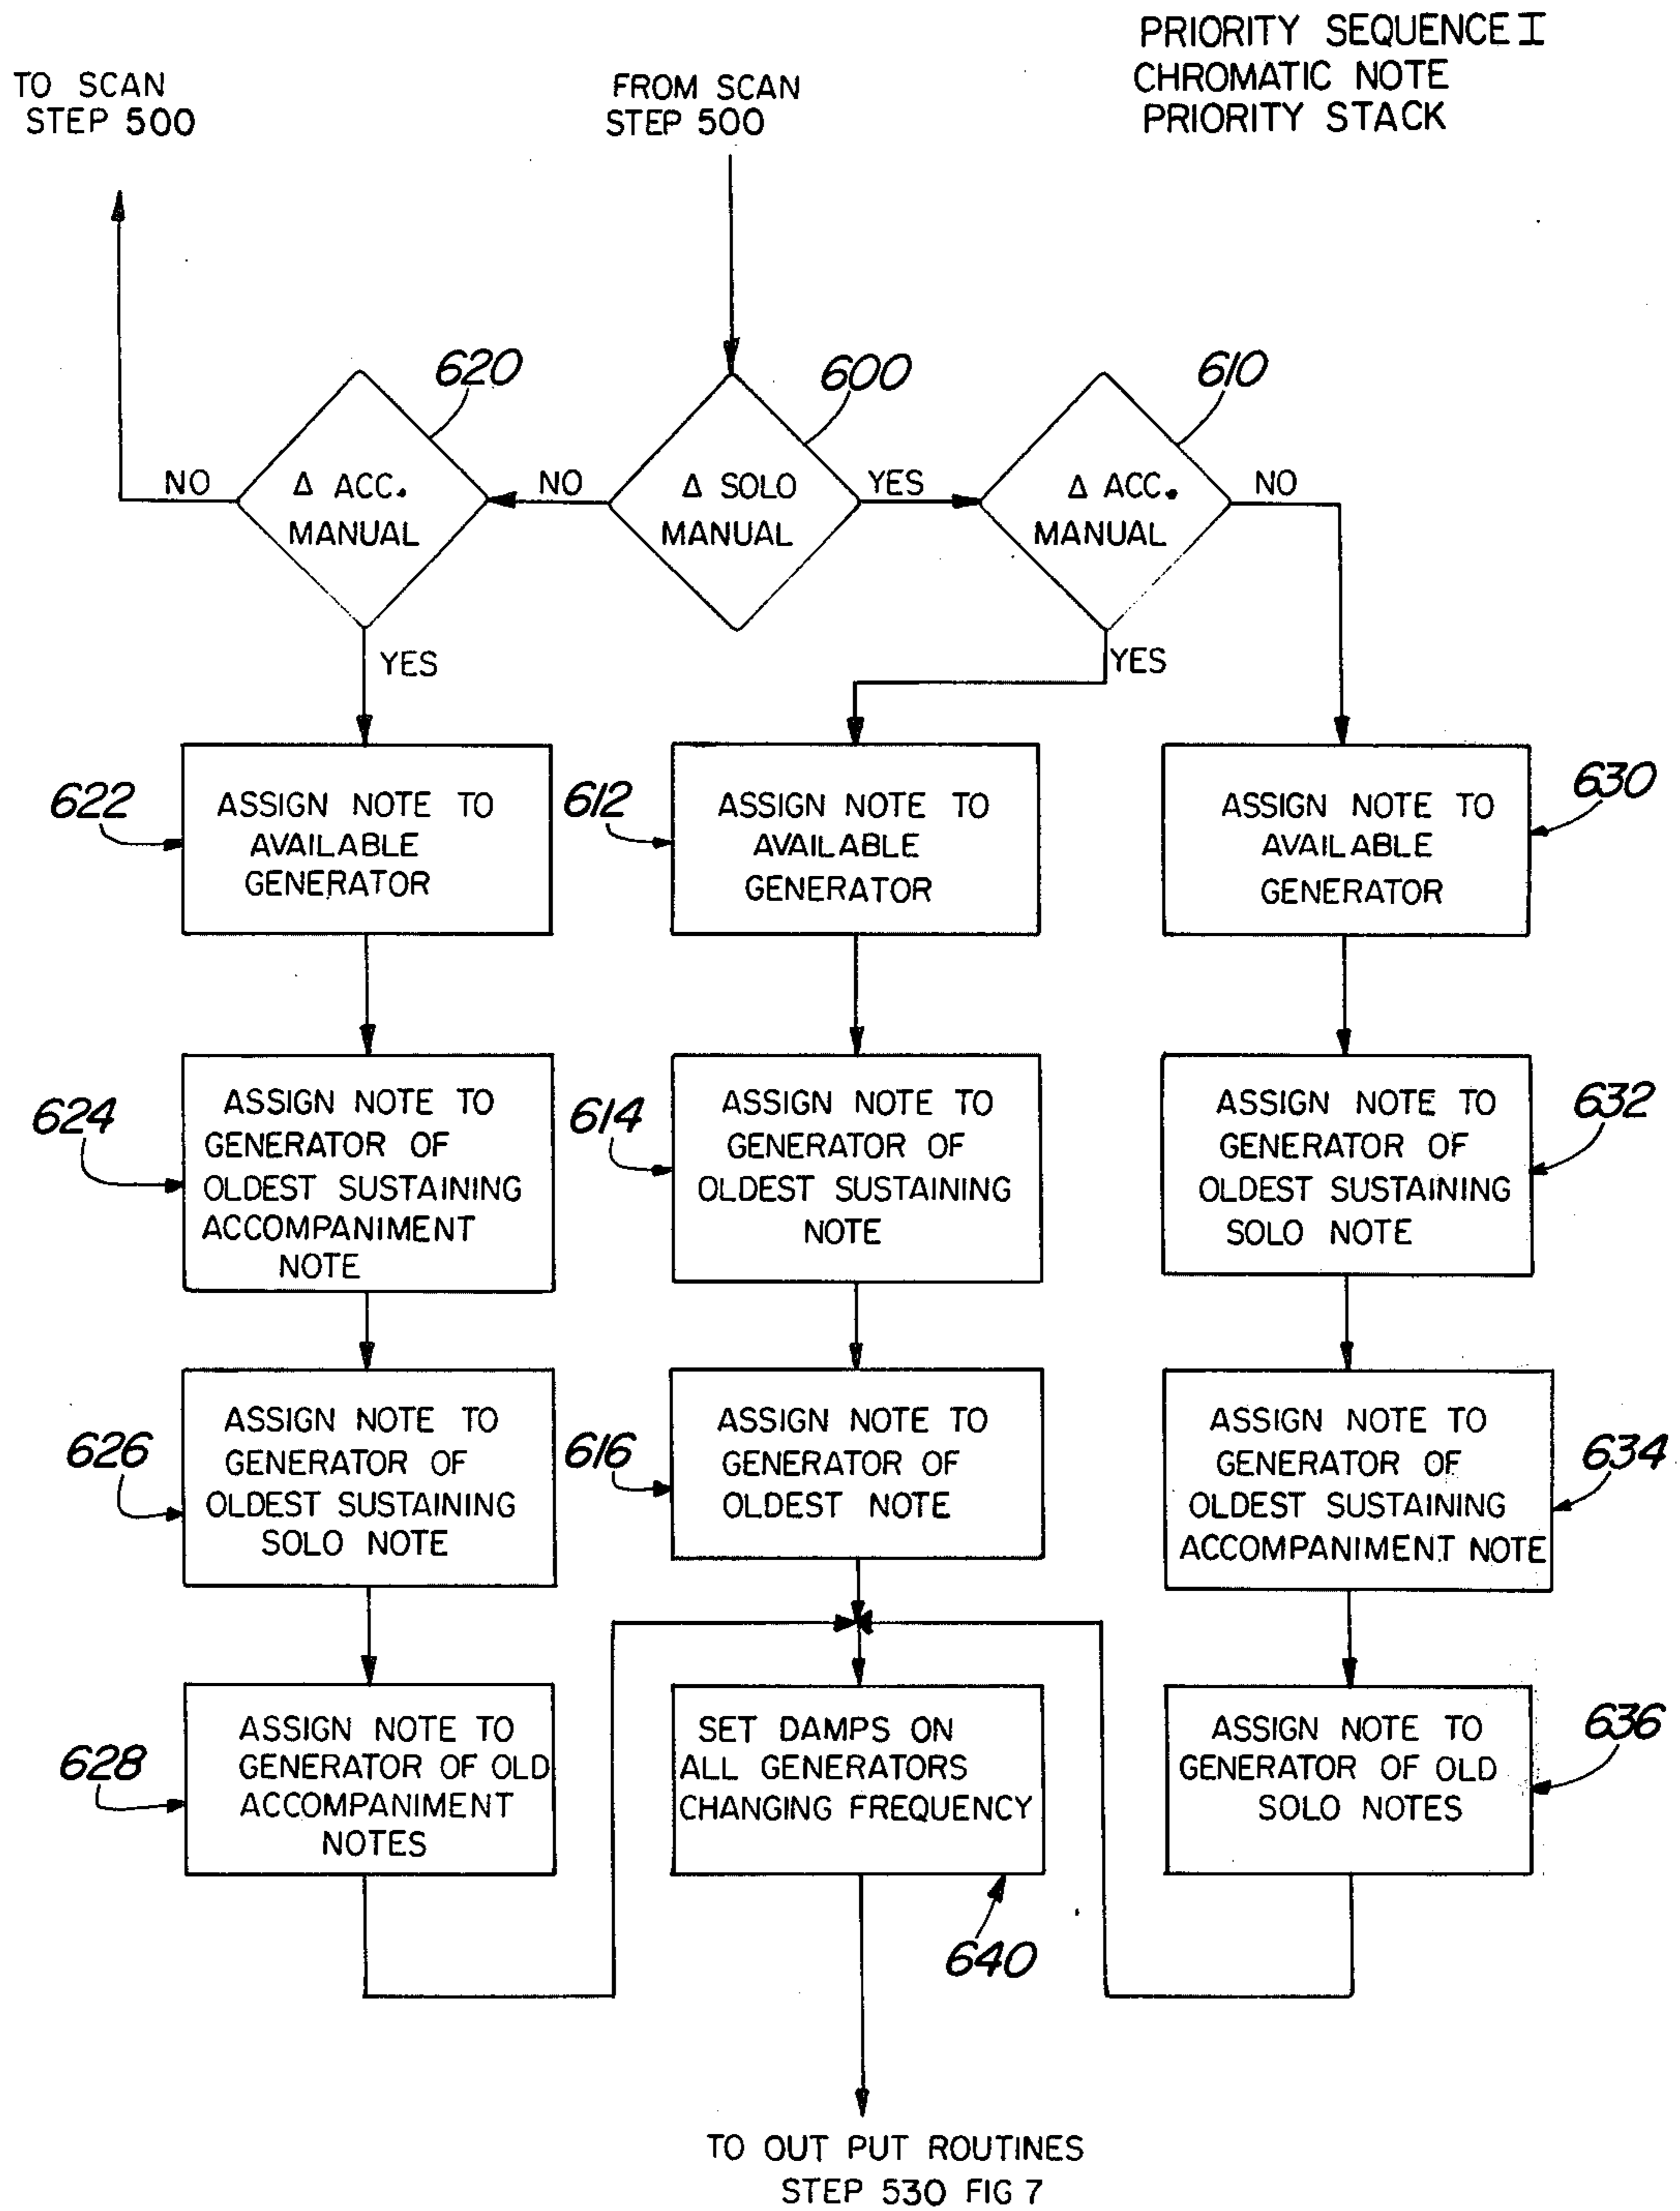 PRIORITY SEQUENCE I
CHROMATIC NOTE
PRIORITY STACK
TO SCAN
STEP 500
FROM SCAN
STEP 500
620
600
610
NO
Δ ACC.
MANUAL
NO
Δ SOLO
MANUAL
YES
Δ ACC.
MANUAL
NO
YES
YES
622
ASSIGN NOTE TO
AVAILABLE
GENERATOR
612
ASSIGN NOTE TO
AVAILABLE
GENERATOR
630
ASSIGN NOTE TO
AVAILABLE
GENERATOR
624
ASSIGN NOTE TO
GENERATOR OF
OLDEST SUSTAINING
ACCOMPANIMENT
NOTE
614
ASSIGN NOTE TO
GENERATOR OF
OLDEST SUSTAINING
NOTE
632
ASSIGN NOTE TO
GENERATOR OF
OLDEST SUSTAINING
SOLO NOTE
626
ASSIGN NOTE TO
GENERATOR OF
OLDEST SUSTAINING
SOLO NOTE
616
ASSIGN NOTE TO
GENERATOR OF
OLDEST NOTE
634
ASSIGN NOTE TO
GENERATOR OF
OLDEST SUSTAINING
ACCOMPANIMENT NOTE
628
ASSIGN NOTE TO
GENERATOR OF OLD
ACCOMPANIMENT
NOTES
SET DAMPS ON
ALL GENERATORS
CHANGING FREQUENCY
640
636
ASSIGN NOTE TO
GENERATOR OF OLD
SOLO NOTES
TO OUT PUT ROUTINES
STEP 530 FIG 7